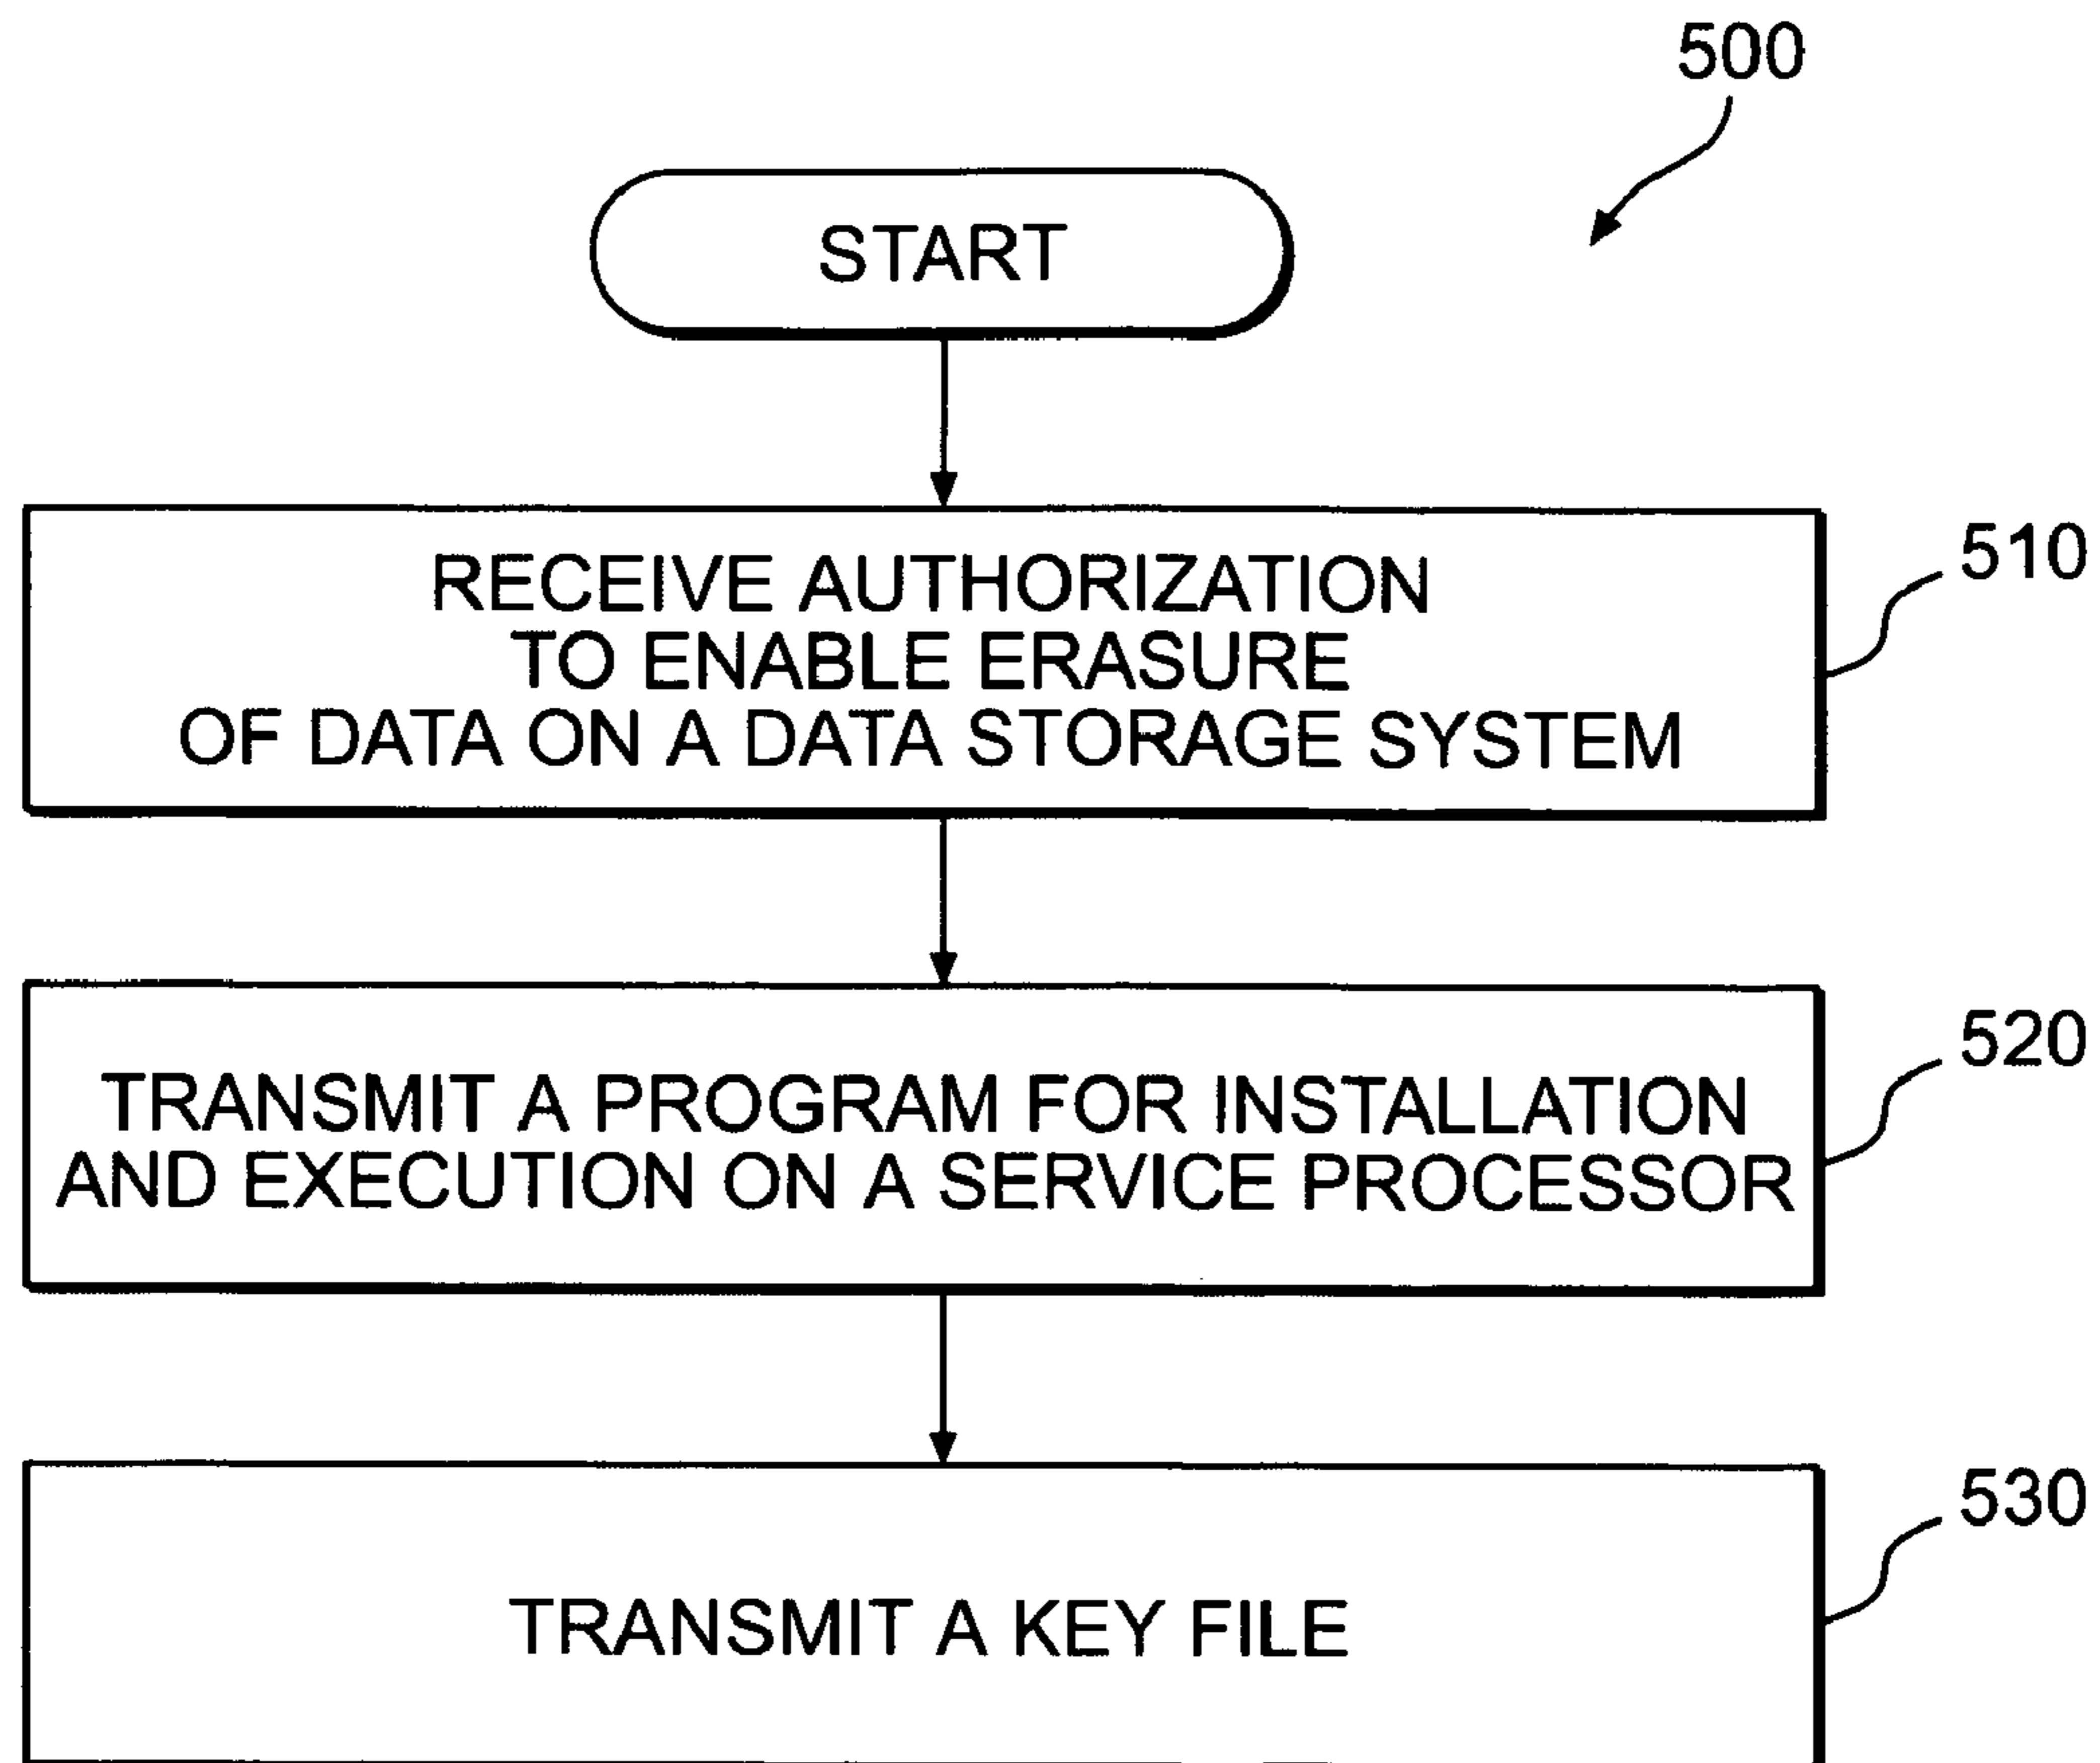 500
START
RECEIVE AUTHORIZATION
TO ENABLE ERASURE
OF DATA ON A DATA STORAGE SYSTEM
510
TRANSMIT A PROGRAM FOR INSTALLATION
AND EXECUTION ON A SERVICE PROCESSOR
520
TRANSMIT A KEY FILE
530